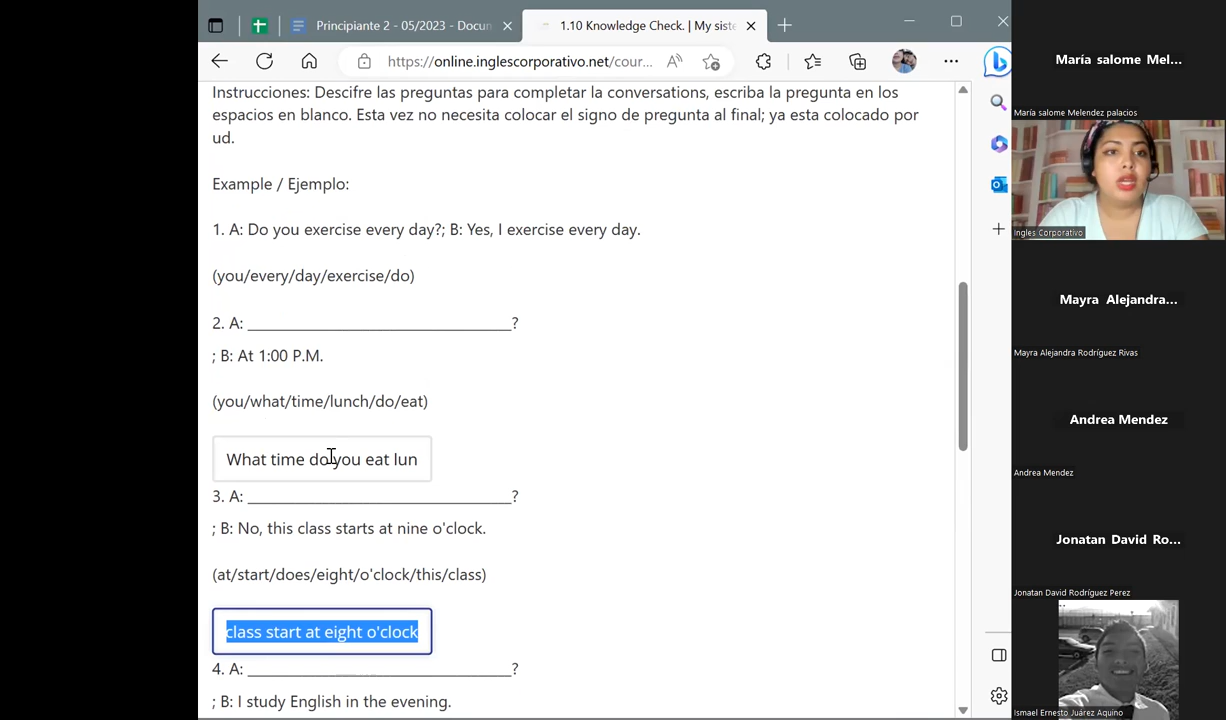 Principiante 2 - 05/2023 - Docun
1.10 Knowledge Check. | My siste
https://online.inglescorporativo.net/cour...
Instrucciones: Descifre las preguntas para completar la conversations, escriba la pregunta en los
espacios en blanco. Esta vez no necesita colocar el signo de pregunta al final; ya esta colocado por
ud.
Example / Ejemplo:
1. A: Do you exercise every day?; B: Yes, I exercise every day.
(you/every/day/exercise/do)
2. A: ______________________________?
; B: At 1:00 P.M.
(you/what/time/lunch/do/eat)
What time do you eat lun
3. A: ______________________________?
; B: No, this class starts at nine o'clock.
(at/start/does/eight/o'clock/this/class)
class start at eight o'clock
4. A: ______________________________?
; B: I study English in the evening.
María salome Mel...
María salome Melendez palacios
Ingles Corporativo
Mayra Alejandra...
Mayra Alejandra Rodríguez Rivas
Andrea Mendez
Andrea Mendez
Jonatan David Ro...
Jonatan David Rodríguez Perez
Ismael Ernesto Juárez Aquino